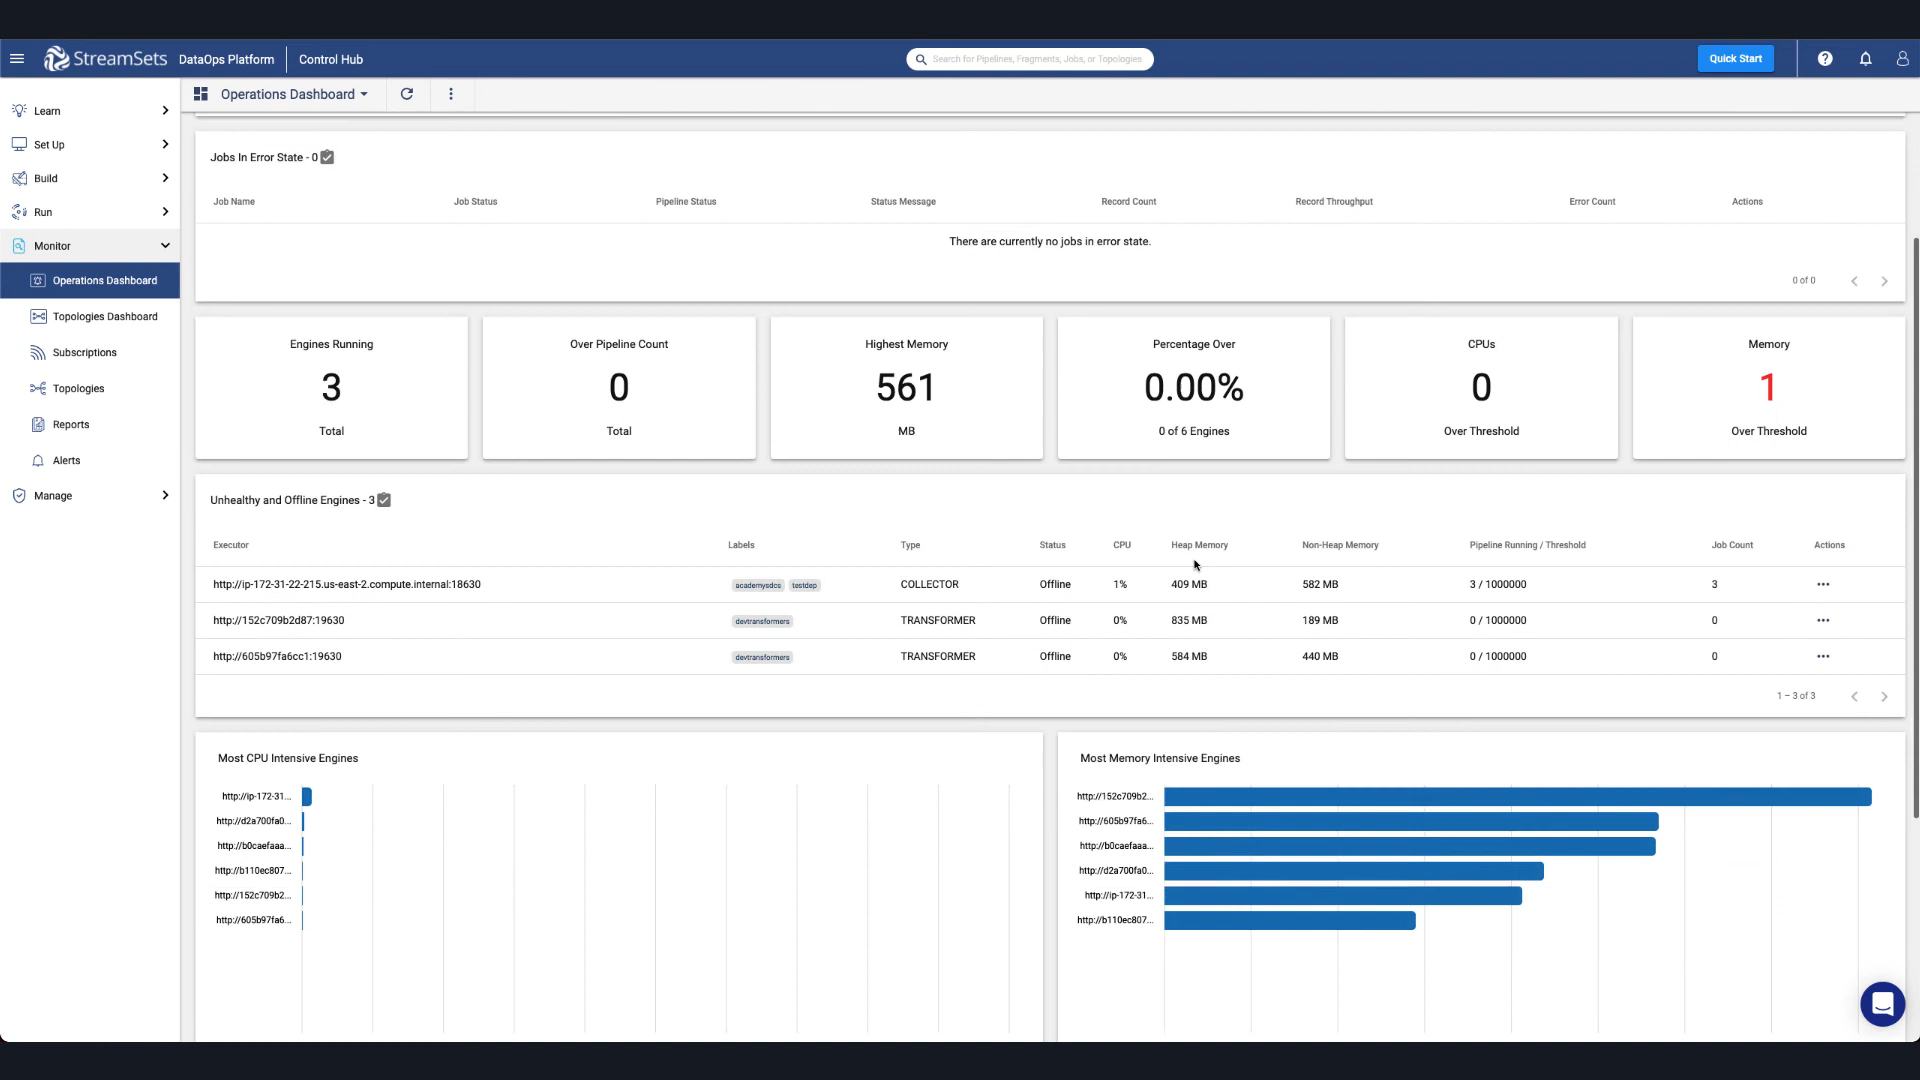 StreamSets DataOps Platform Control Hub
Search for Pipelines, Fragments, Jobs, or Topologies
Quick Start
Operations Dashboard
Learn
Set Up
Build
Run
Monitor
Operations Dashboard
Topologies Dashboard
Subscriptions
Topologies
Reports
Alerts
Manage
Jobs In Error State - 0
Job Name Job Status Pipeline Status Status Message Record Count Record Throughput Error Count Actions
There are currently no jobs in error state.
0 of 0
Engines Running
3
Total
Over Pipeline Count
0
Total
Highest Memory
561
MB
Percentage Over
0.00%
0 of 6 Engines
CPUs
0
Over Threshold
Memory
1
Over Threshold
Unhealthy and Offline Engines - 3
Executor Labels Type Status CPU Heap Memory Non-Heap Memory Pipeline Running / Threshold Job Count Actions
http://ip-172-31-22-215.us-east-2.compute.internal:18630 academysdcs testdep COLLECTOR Offline 1% 409 MB 582 MB 3 / 1000000 3
http://152c709b2d87:19630 devtransformers TRANSFORMER Offline 0% 835 MB 189 MB 0 / 1000000 0
http://605b97fa6cc1:19630 devtransformers TRANSFORMER Offline 0% 584 MB 440 MB 0 / 1000000 0
1 – 3 of 3
Most CPU Intensive Engines
http://ip-172-31...
http://d2a700fa0...
http://b0caefaaa...
http://b110ec807...
http://152c709b2...
http://605b97fa6...
Most Memory Intensive Engines
http://152c709b2...
http://605b97fa6...
http://b0caefaaa...
http://d2a700fa0...
http://ip-172-31...
http://b110ec807...